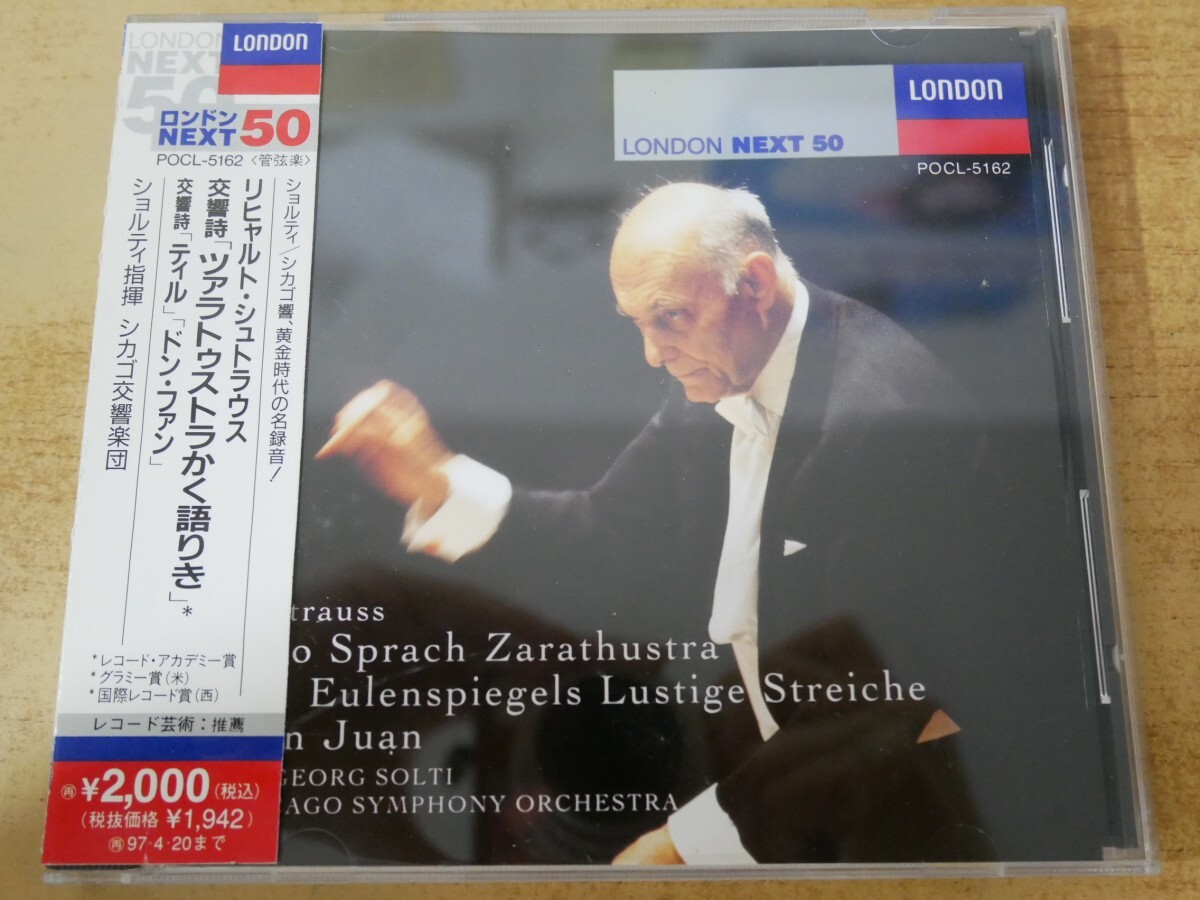 LONDON
NEXT
50
LONDON
ロンドン
NEXT 50
POCL-5162〈管弦楽〉
ショルティ/シカゴ響、黄金時代の名録音!
リヒャルト・シュトラウス
交響詩「ツァラトゥストラかく語りき」*
交響詩「ティル」「ドン・ファン」
ショルティ指揮 シカゴ交響楽団
*レコード・アカデミー賞
*グラミー賞(米)
*国際レコード賞(西)
レコード芸術:推薦
再 ¥2,000(税込)
(税抜価格 ¥1,942)
再 97・4・20まで
LONDON NEXT 50
LONDON
POCL-5162
trauss
o Sprach Zarathustra
Eulenspiegels Lustige Streiche
n Juan
GEORG SOLTI
AGO SYMPHONY ORCHESTRA